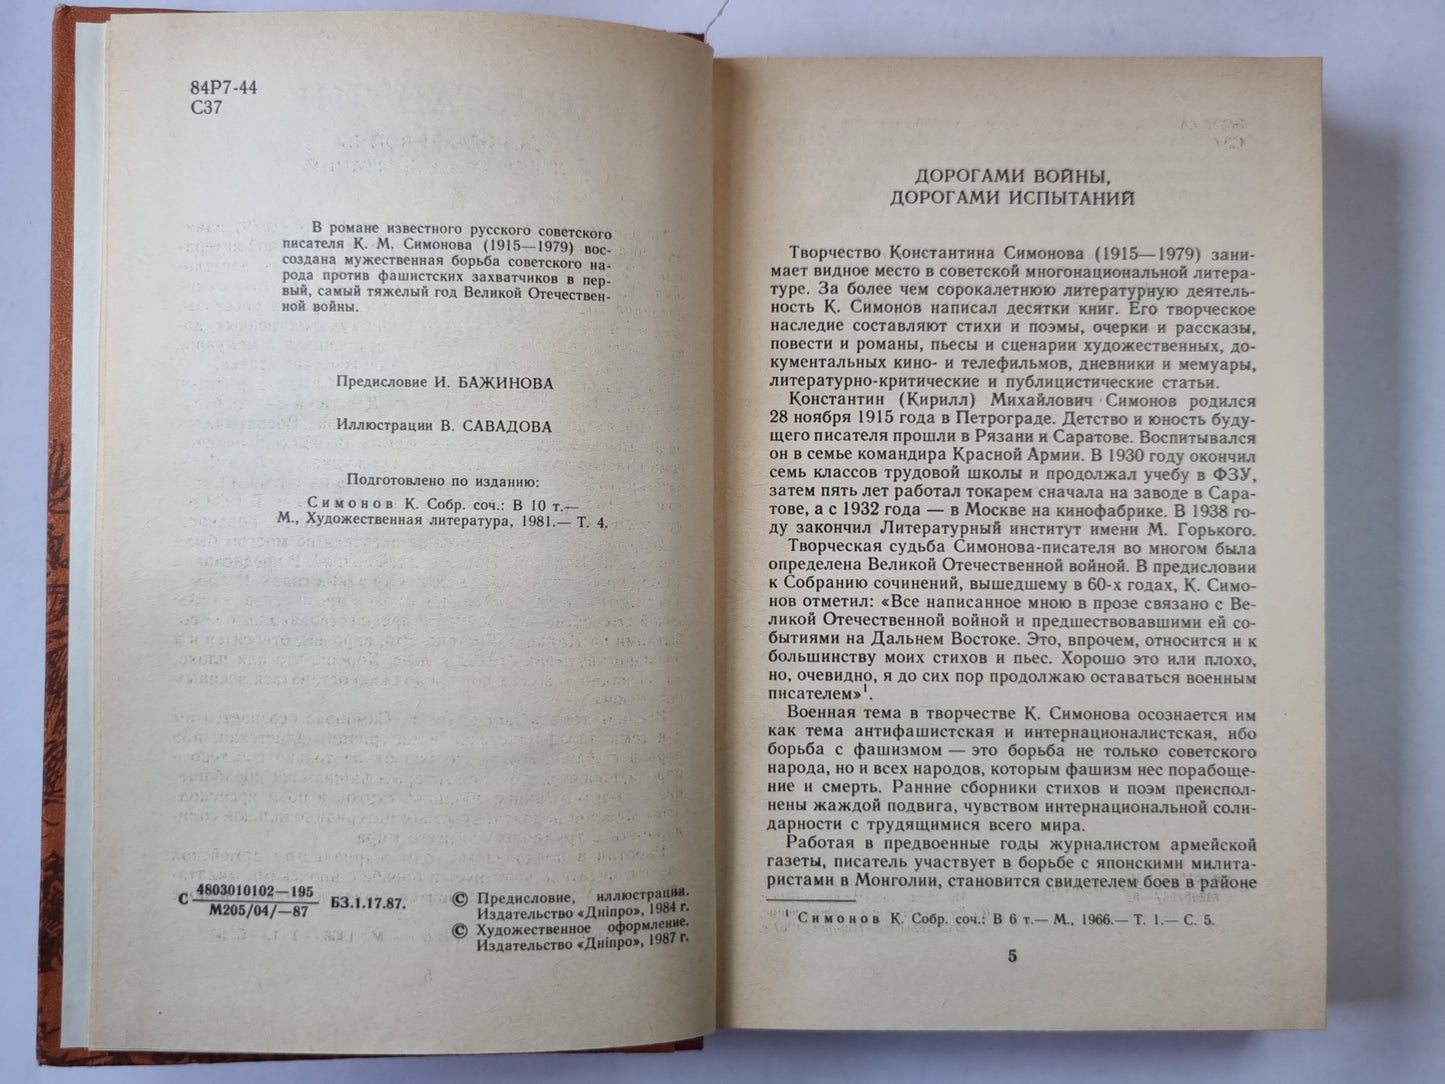 84Р7-44
С37
В романе известного русского советского
писателя К. М. Симонова (1915—1979) вос-
создана мужественная борьба советского на-
рода против фашистских захватчиков в пер-
вый, самый тяжелый год Великой Отечествен-
ной войны.
Предисловие И. БАЖИНОВА
Иллюстрации В. САВАДОВА
Подготовлено по изданию:
Симонов К. Собр. соч.: В 10 т.—
М., Художественная литература, 1981.— Т. 4.
С 4803010102—195
М205/04/—87
БЗ.1.17.87.
© Предисловие, иллюстрации.
Издательство «Дніпро», 1984 г.
© Художественное оформление.
Издательство «Дніпро», 1987 г.
ДОРОГАМИ ВОЙНЫ,
ДОРОГАМИ ИСПЫТАНИЙ
Творчество Константина Симонова (1915—1979) зани-
мает видное место в советской многонациональной литера-
туре. За более чем сорокалетнюю литературную деятель-
ность К. Симонов написал десятки книг. Его творческое
наследие составляют стихи и поэмы, очерки и рассказы,
повести и романы, пьесы и сценарии художественных, до-
кументальных кино- и телефильмов, дневники и мемуары,
литературно-критические и публицистические статьи.
Константин (Кирилл) Михайлович Симонов родился
28 ноября 1915 года в Петрограде. Детство и юность буду-
щего писателя прошли в Рязани и Саратове. Воспитывался
он в семье командира Красной Армии. В 1930 году окончил
семь классов трудовой школы и продолжал учебу в ФЗУ,
затем пять лет работал токарем сначала на заводе в Сара-
тове, а с 1932 года — в Москве на кинофабрике. В 1938 го-
ду закончил Литературный институт имени М. Горького.
Творческая судьба Симонова-писателя во многом была
определена Великой Отечественной войной. В предисловии
к Собранию сочинений, вышедшему в 60-х годах, К. Симо-
нов отметил: «Все написанное мною в прозе связано с Ве-
ликой Отечественной войной и предшествовавшими ей со-
бытиями на Дальнем Востоке. Это, впрочем, относится и к
большинству моих стихов и пьес. Хорошо это или плохо,
но, очевидно, я до сих пор продолжаю оставаться военным
писателем»¹.
Военная тема в творчестве К. Симонова осознается им
как тема антифашистская и интернационалистская, ибо
борьба с фашизмом — это борьба не только советского
народа, но и всех народов, которым фашизм нес порабоще-
ние и смерть. Ранние сборники стихов и поэм преиспол-
нены жаждой подвига, чувством интернациональной соли-
дарности с трудящимися всего мира.
Работая в предвоенные годы журналистом армейской
газеты, писатель участвует в борьбе с японскими милита-
ристами в Монголии, становится свидетелем боев в районе
¹ Симонов К. Собр. соч.: В 6 т.— М., 1966.— Т. 1.— С. 5.
5